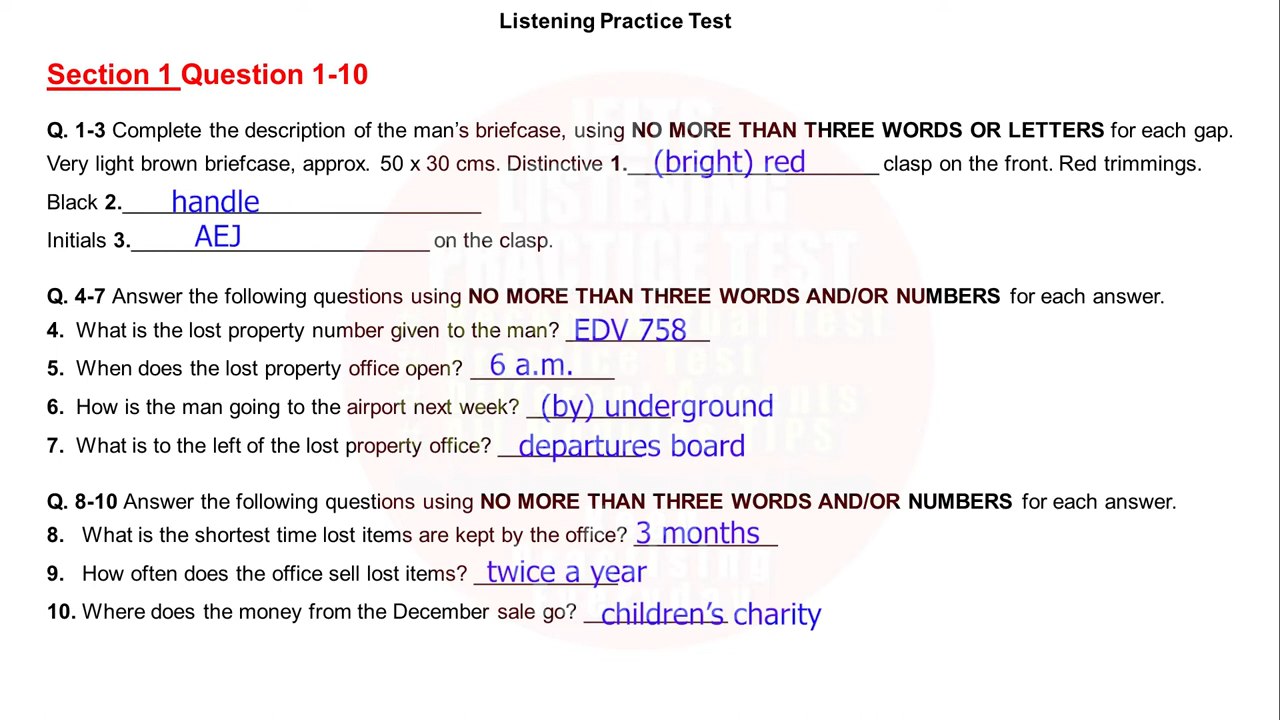 Listening Practice Test
Section 1 Question 1-10
Q. 1-3 Complete the description of the man's briefcase, using NO MORE THAN THREE WORDS OR LETTERS for each gap.
Very light brown briefcase, approx. 50 x 30 cms. Distinctive 1. (bright) red clasp on the front. Red trimmings.
Black 2. handle
Initials 3. AEJ on the clasp.
Q. 4-7 Answer the following questions using NO MORE THAN THREE WORDS AND/OR NUMBERS for each answer.
4. What is the lost property number given to the man? EDV 758
5. When does the lost property office open? 6 a.m.
6. How is the man going to the airport next week? (by) underground
7. What is to the left of the lost property office? departures board
Q. 8-10 Answer the following questions using NO MORE THAN THREE WORDS AND/OR NUMBERS for each answer.
8. What is the shortest time lost items are kept by the office? 3 months
9. How often does the office sell lost items? twice a year
10. Where does the money from the December sale go? children's charity
IELTS
LISTENING
PRACTICE TEST